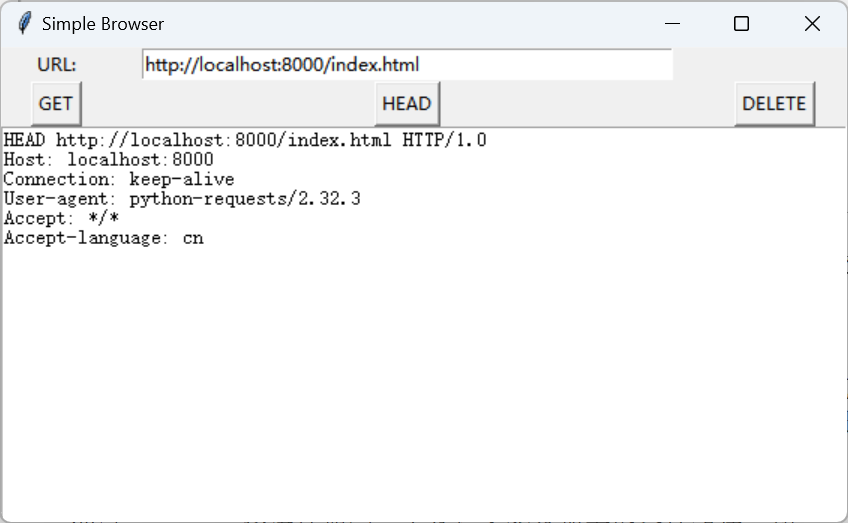 Simple Browser
URL: http://localhost:8000/index.html
GET HEAD DELETE
HEAD http://localhost:8000/index.html HTTP/1.0
Host: localhost:8000
Connection: keep-alive
User-agent: python-requests/2.32.3
Accept: */*
Accept-language: cn